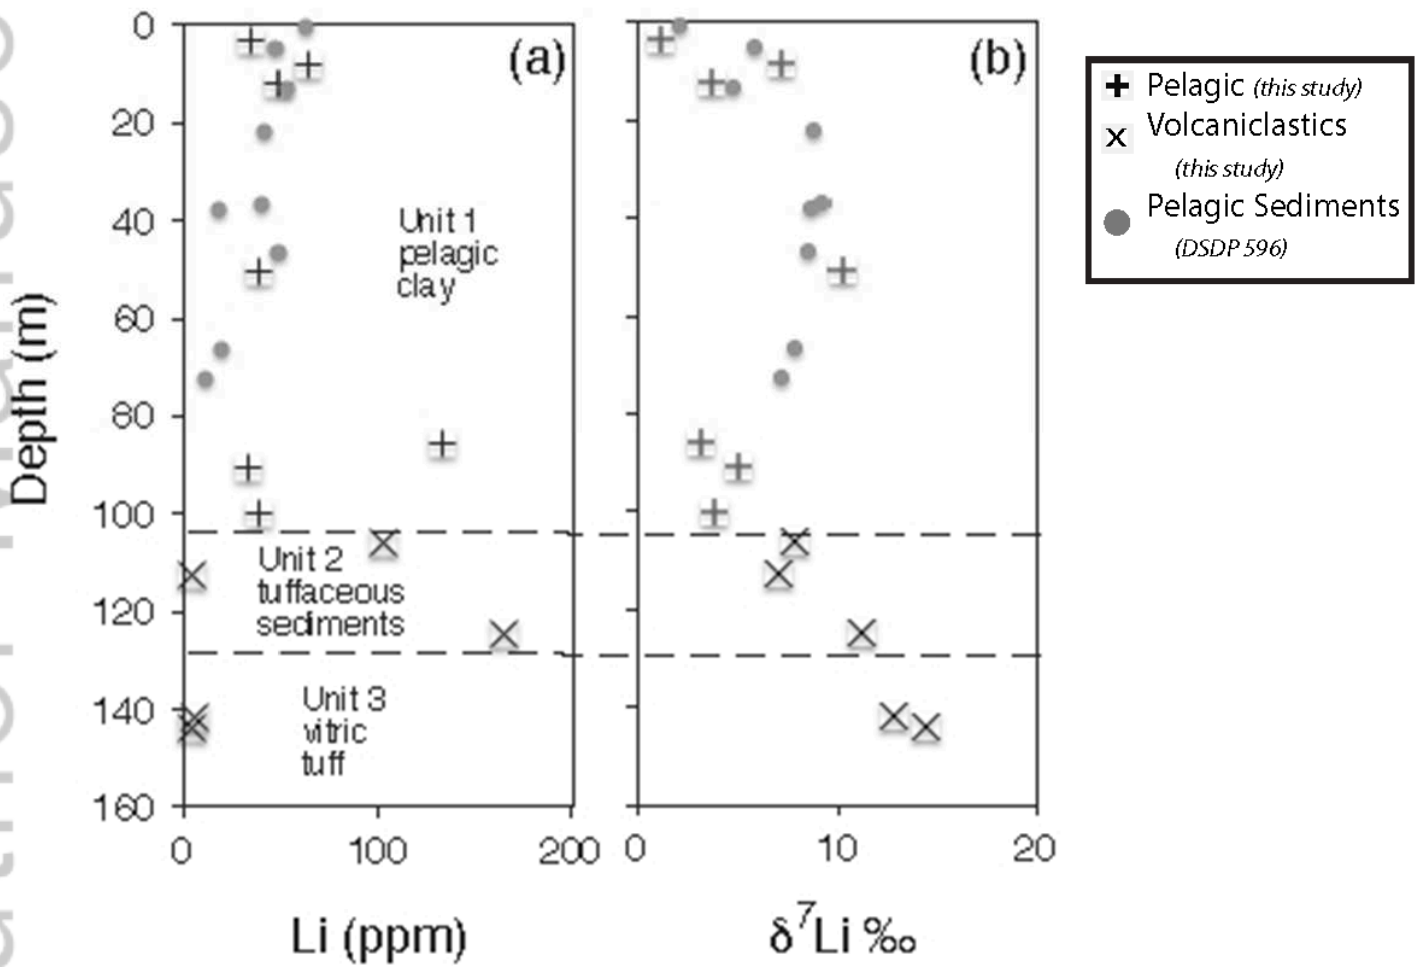 0
20
40
60
80
100
120
140
160
Depth (m)
(a)
Unit 1
pelagic
clay
Unit 2
tuffaceous
sediments
Unit 3
vitric
tuff
0
100
200
Li (ppm)
(b)
0
10
20
δ⁷Li ‰
Pelagic (this study)
Volcaniclastics
(this study)
Pelagic Sediments
(DSDP 596)